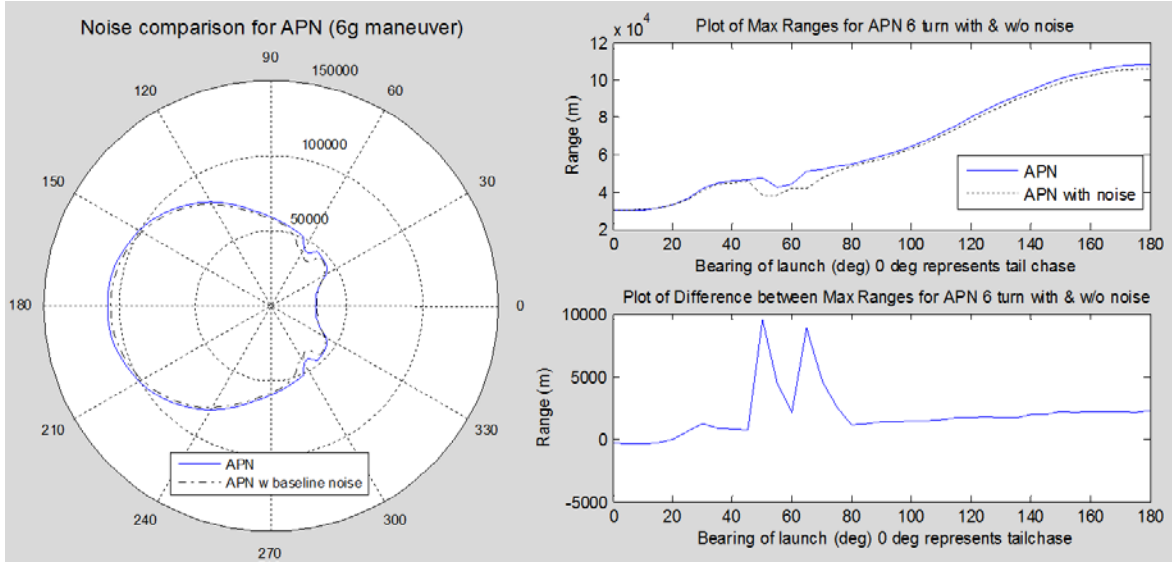 Noise comparison for APN (6g maneuver)
90
150000
120
60
100000
150
30
50000
180
0
210
330
240
300
270
APN
APN w baseline noise
Plot of Max Ranges for APN 6 turn with & w/o noise
x 10^4
12
10
8
6
4
2
Range (m)
0 20 40 60 80 100 120 140 160 180
Bearing of launch (deg) 0 deg represents tail chase
APN
APN with noise
Plot of Difference between Max Ranges for APN 6 turn with & w/o noise
10000
5000
0
-5000
Range (m)
0 20 40 60 80 100 120 140 160 180
Bearing of launch (deg) 0 deg represents tailchase